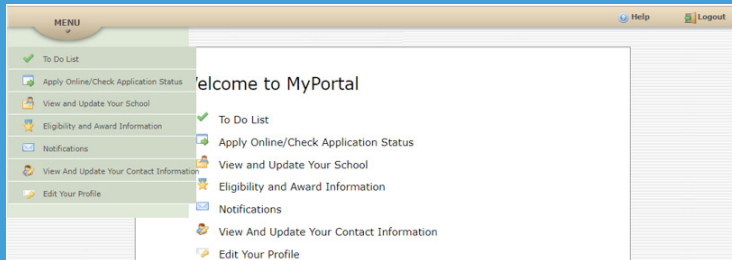 MENU
Help
Logout
To Do List
Apply Online/Check Application Status
View and Update Your School
Eligibility and Award Information
Notifications
View And Update Your Contact Information
Edit Your Profile
elcome to MyPortal
To Do List
Apply Online/Check Application Status
View and Update Your School
Eligibility and Award Information
Notifications
View And Update Your Contact Information
Edit Your Profile